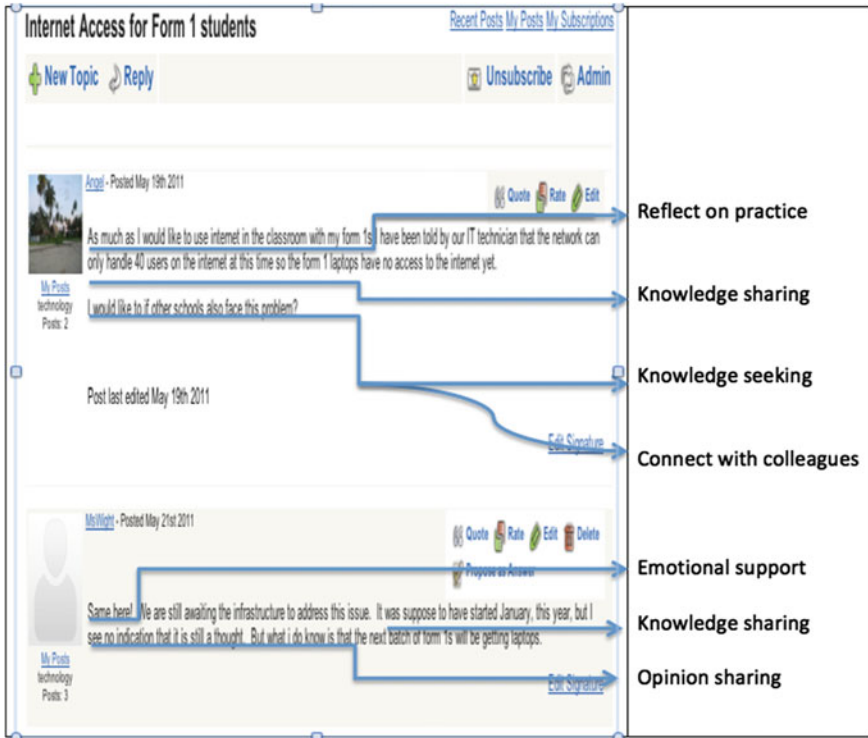 Internet Access for Form 1 students
Recent Posts My Posts My Subscriptions
New Topic Reply
Unsubscribe Admin
Angel - Posted May 19th 2011
Quote Rate Edit
As much as I would like to use internet in the classroom with my form 1s I have been told by our IT technician that the network can
only handle 40 users on the internet at this time so the form 1 laptops have no access to the internet yet.
My Posts
technology
Posts: 2
I would like to if other schools also face this problem?
Post last edited May 19th 2011
Edit Signature
Reflect on practice
Knowledge sharing
Knowledge seeking
Connect with colleagues
MsWight - Posted May 21st 2011
Quote Rate Edit Delete
Propose as Answer
Same here! We are still awaiting the infrastructure to address this issue. It was suppose to have started January, this year, but I
see no indication that it is still a thought. But what i do know is that the next batch of form 1s will be getting laptops.
My Posts
technology
Posts: 3
Edit Signature
Emotional support
Knowledge sharing
Opinion sharing